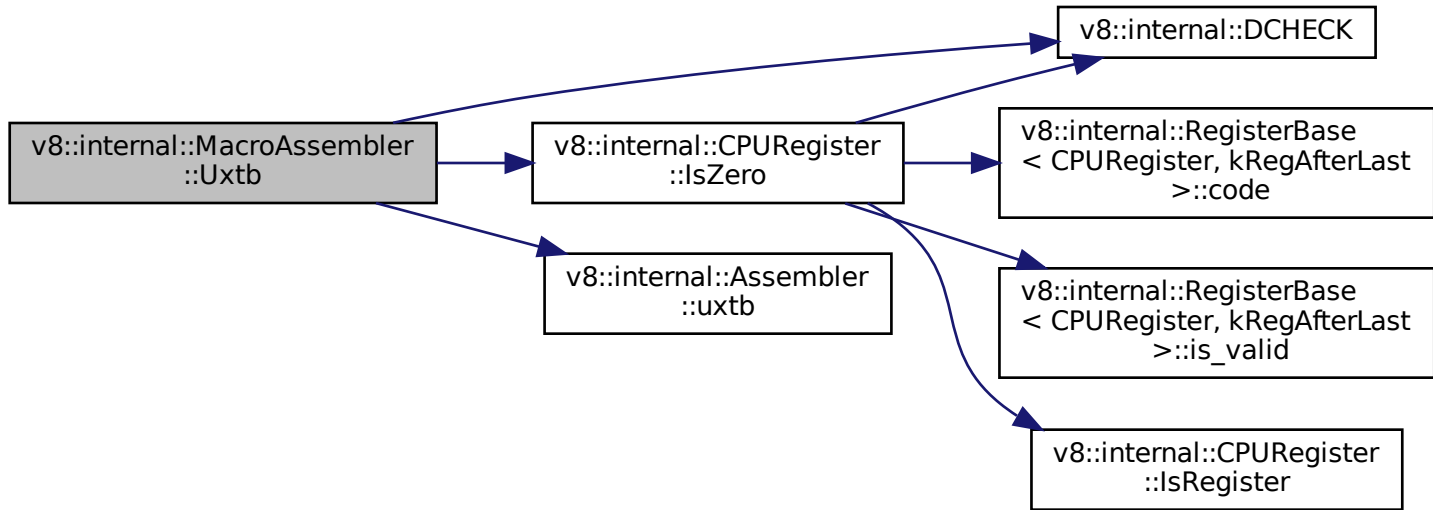 v8::internal::MacroAssembler
::Uxtb
v8::internal::CPURegister
::IsZero
v8::internal::Assembler
::uxtb
v8::internal::DCHECK
v8::internal::RegisterBase
< CPURegister, kRegAfterLast
>::code
v8::internal::RegisterBase
< CPURegister, kRegAfterLast
>::is_valid
v8::internal::CPURegister
::IsRegister